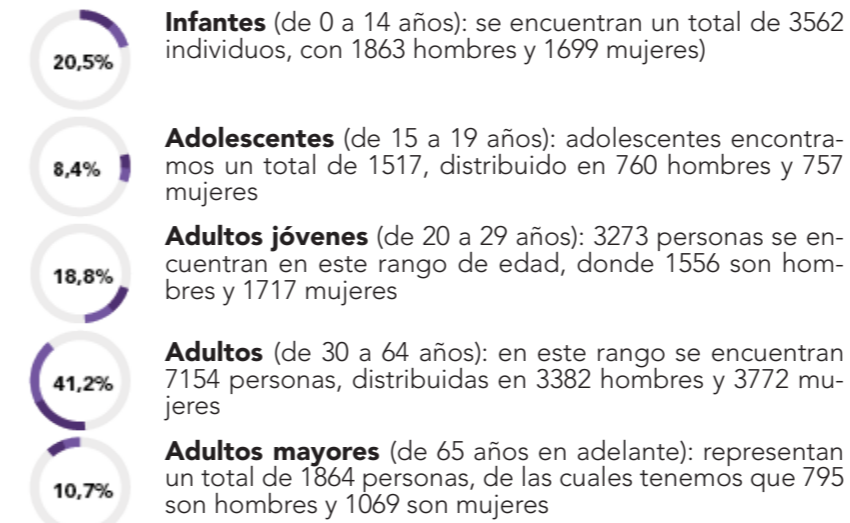 Infantes (de 0 a 14 años): se encuentran un total de 3562
individuos, con 1863 hombres y 1699 mujeres)
20,5%
Adolescentes (de 15 a 19 años): adolescentes encontra-
mos un total de 1517, distribuido en 760 hombres y 757
mujeres
8,4%
Adultos jóvenes (de 20 a 29 años): 3273 personas se en-
cuentran en este rango de edad, donde 1556 son hom-
bres y 1717 mujeres
18,8%
Adultos (de 30 a 64 años): en este rango se encuentran
7154 personas, distribuidas en 3382 hombres y 3772 mu-
jeres
41,2%
Adultos mayores (de 65 años en adelante): representan
un total de 1864 personas, de las cuales tenemos que 795
son hombres y 1069 son mujeres
10,7%